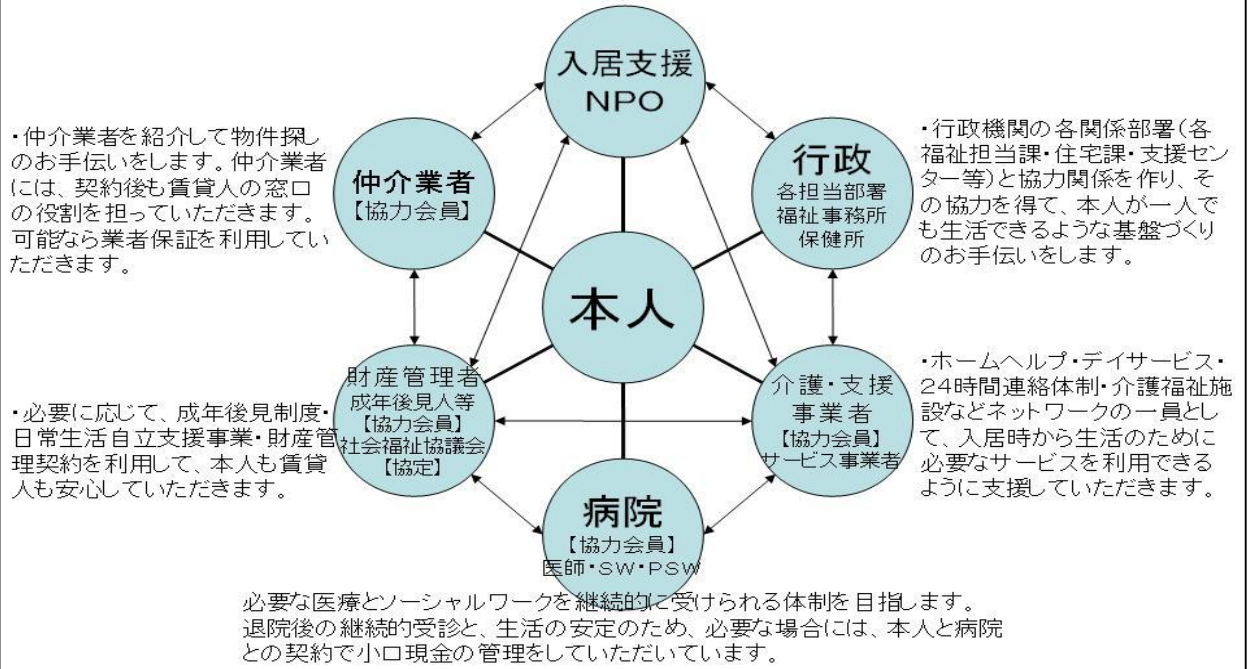 入居支援
NPO
・仲介業者を紹介して物件探し
のお手伝いをします。仲介業者
には、契約後も賃貸人の窓口
の役割を担っていただきます。
可能なら業者保証を利用してい
ただきます。
仲介業者
【協力会員】
行政
各担当部署
福祉事務所
保健所
・行政機関の各関係部署(各
福祉担当課・住宅課・支援セン
ター等)と協力関係を作り、そ
の協力を得て、本人が一人で
も生活できるような基盤づくり
のお手伝いをします。
本人
・必要に応じて、成年後見制度・
日常生活自立支援事業・財産管
理契約を利用して、本人も賃貸
人も安心していただきます。
財産管理者
成年後見人等
【協力会員】
社会福祉協議会
【協定】
介護・支援
事業者
【協力会員】
サービス事業者
・ホームヘルプ・デイサービス・
24時間連絡体制・介護福祉施
設などネットワークの一員とし
て、入居時から生活のために
必要なサービスを利用できる
ように支援していただきます。
病院
【協力会員】
医師・SW・PSW
必要な医療とソーシャルワークを継続的に受けられる体制を目指します。
退院後の継続的受診と、生活の安定のため、必要な場合には、本人と病院
との契約で小口現金の管理をしていただいています。